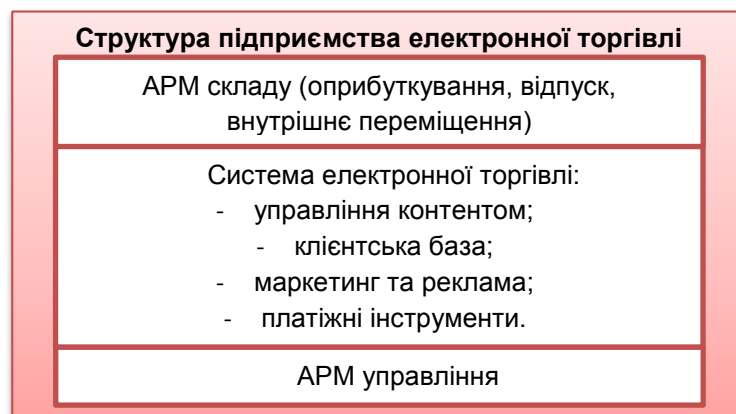 Структура підприємства електронної торгівлі
АРМ складу (оприбуткування, відпуск,
внутрішнє переміщення)
Система електронної торгівлі:
- управління контентом;
- клієнтська база;
- маркетинг та реклама;
- платіжні інструменти.
АРМ управління